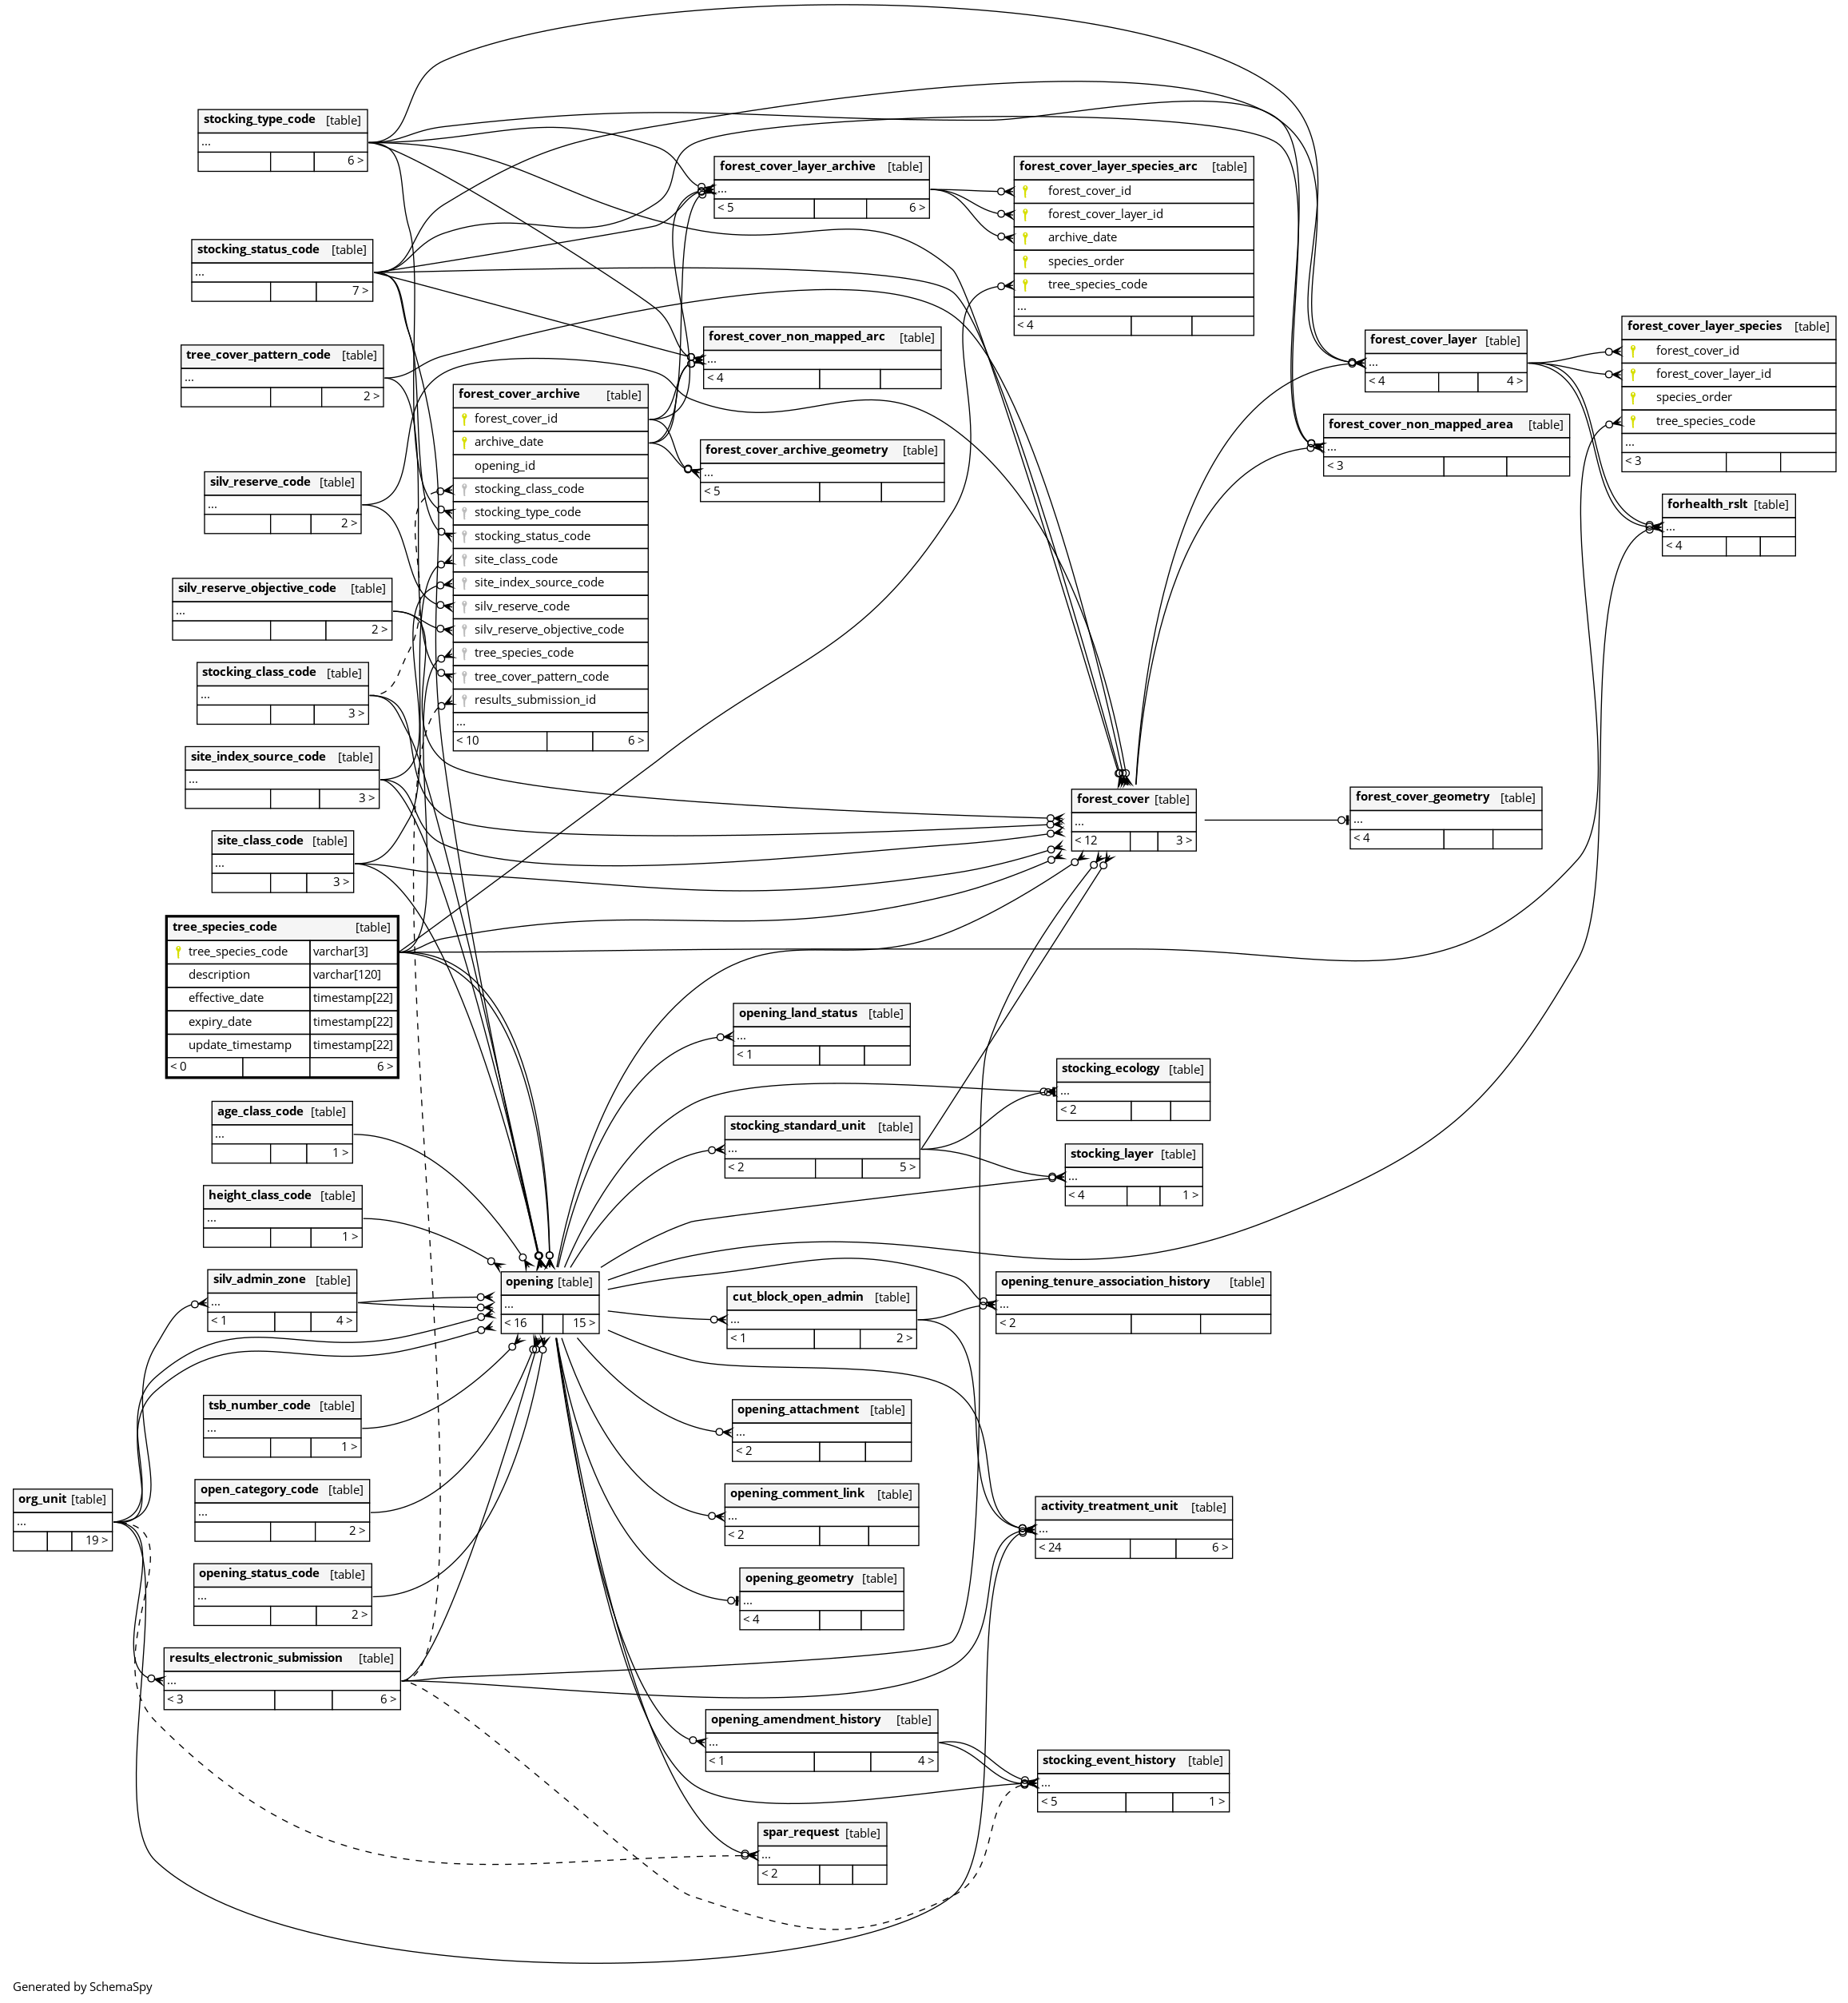 stocking_type_code [table]
...
6 >
stocking_status_code [table]
...
7 >
tree_cover_pattern_code [table]
...
2 >
silv_reserve_code [table]
...
2 >
silv_reserve_objective_code [table]
...
2 >
stocking_class_code [table]
...
3 >
site_index_source_code [table]
...
3 >
site_class_code [table]
...
3 >
tree_species_code [table]
tree_species_code varchar[3]
description varchar[120]
effective_date timestamp[22]
expiry_date timestamp[22]
update_timestamp timestamp[22]
< 0 6 >
age_class_code [table]
...
1 >
height_class_code [table]
...
1 >
silv_admin_zone [table]
...
< 1 4 >
tsb_number_code [table]
...
1 >
open_category_code [table]
...
2 >
opening_status_code [table]
...
2 >
results_electronic_submission [table]
...
< 3 6 >
org_unit [table]
...
19 >
forest_cover_archive [table]
forest_cover_id
archive_date
opening_id
stocking_class_code
stocking_type_code
stocking_status_code
site_class_code
site_index_source_code
silv_reserve_code
silv_reserve_objective_code
tree_species_code
tree_cover_pattern_code
results_submission_id
...
< 10 6 >
opening [table]
...
< 16 15 >
forest_cover_layer_archive [table]
...
< 5 6 >
forest_cover_non_mapped_arc [table]
...
< 4
forest_cover_archive_geometry [table]
...
< 5
opening_land_status [table]
...
< 1
stocking_standard_unit [table]
...
< 2 5 >
cut_block_open_admin [table]
...
< 1 2 >
opening_attachment [table]
...
< 2
opening_comment_link [table]
...
< 2
opening_geometry [table]
...
< 4
opening_amendment_history [table]
...
< 1 4 >
spar_request [table]
...
< 2
forest_cover_layer_species_arc [table]
forest_cover_id
forest_cover_layer_id
archive_date
species_order
tree_species_code
...
< 4
forest_cover [table]
...
< 12 3 >
stocking_ecology [table]
...
< 2
stocking_layer [table]
...
< 4 1 >
opening_tenure_association_history [table]
...
< 2
activity_treatment_unit [table]
...
< 24 6 >
stocking_event_history [table]
...
< 5 1 >
forest_cover_layer [table]
...
< 4 4 >
forest_cover_non_mapped_area [table]
...
< 3
forest_cover_geometry [table]
...
< 4
forest_cover_layer_species [table]
forest_cover_id
forest_cover_layer_id
species_order
tree_species_code
...
< 3
forhealth_rslt [table]
...
< 4
Generated by SchemaSpy